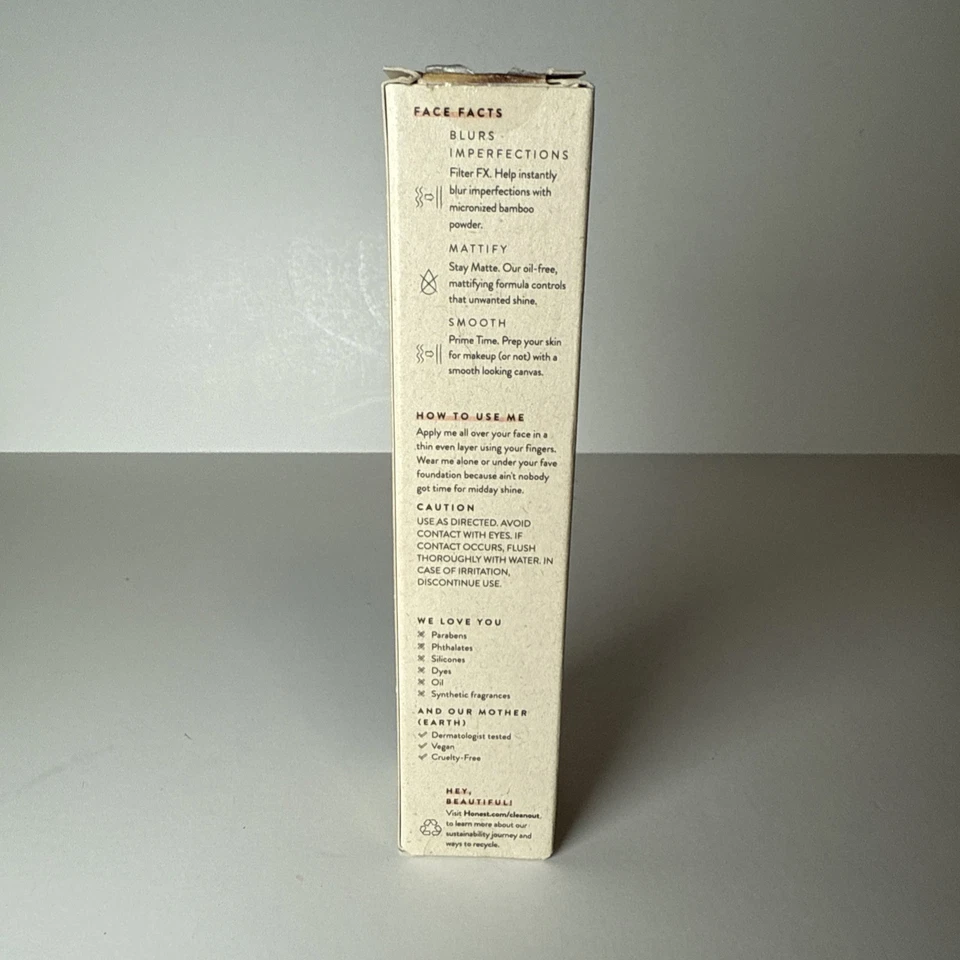 FACE FACTS
BLURS
IMPERFECTIONS
Filter FX. Help instantly
blur imperfections with
micronized bamboo
powder.
MATTIFY
Stay Matte. Our oil-free,
mattifying formula controls
that unwanted shine.
SMOOTH
Prime Time. Prep your skin
for makeup (or not) with a
smooth looking canvas.
HOW TO USE ME
Apply me all over your face in a
thin even layer using your fingers.
Wear me alone or under your fave
foundation because ain't nobody
got time for midday shine.
CAUTION
USE AS DIRECTED. AVOID
CONTACT WITH EYES. IF
CONTACT OCCURS, FLUSH
THOROUGHLY WITH WATER. IN
CASE OF IRRITATION,
DISCONTINUE USE.
WE LOVE YOU
Parabens
Phthalates
Silicones
Dyes
Oil
Synthetic fragrances
AND OUR MOTHER
(EARTH)
Dermatologist tested
Vegan
Cruelty-Free
HEY,
BEAUTIFUL!
Visit Honest.com/cleanout,
to learn more about our
sustainability journey and
ways to recycle.